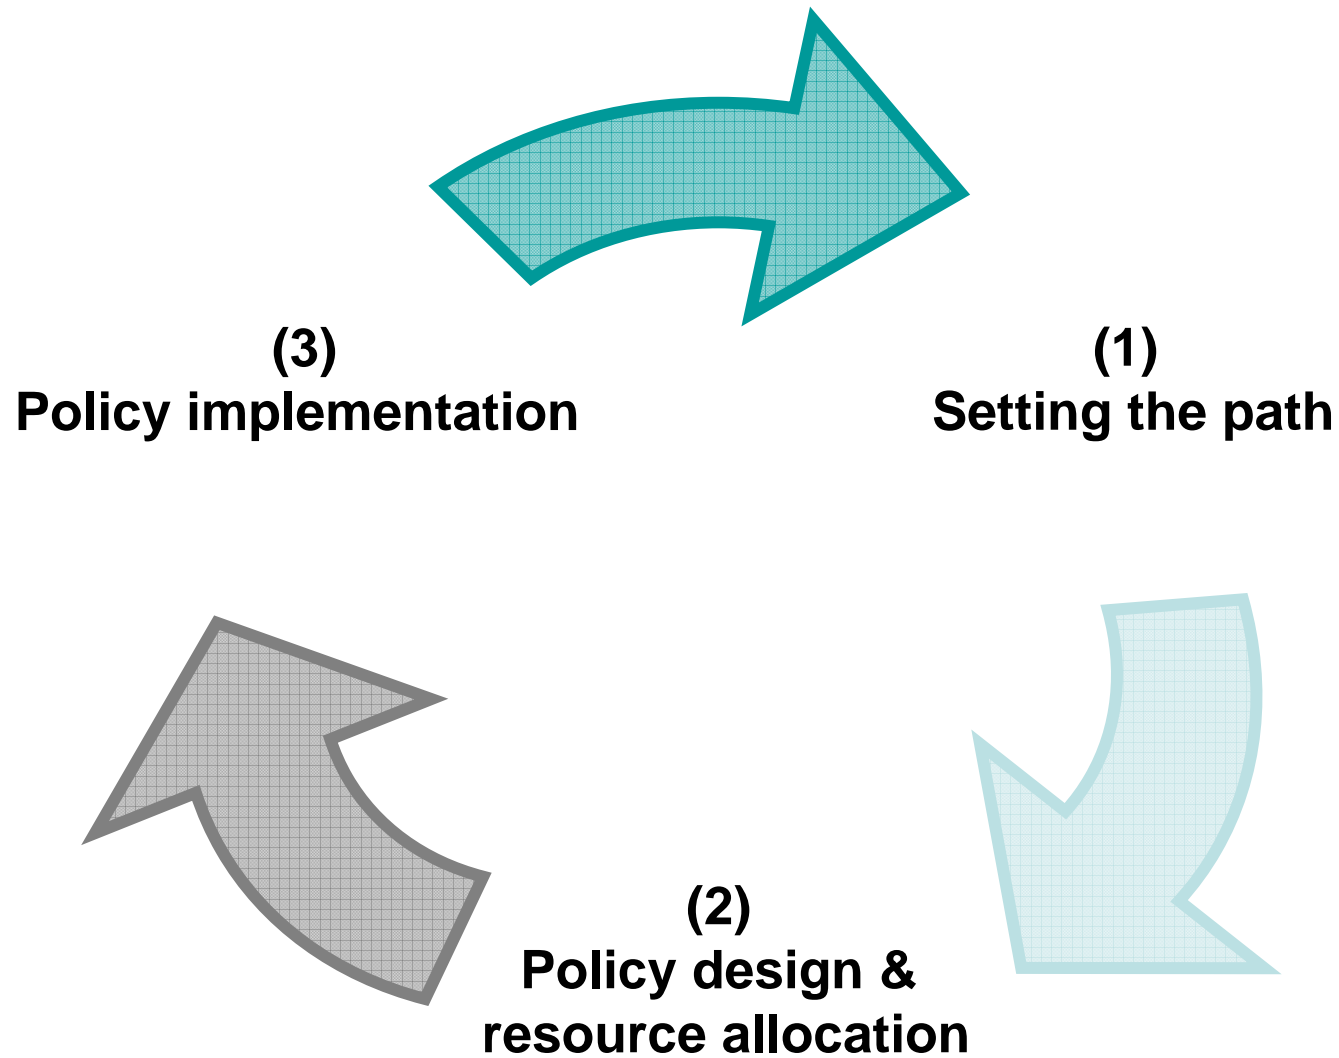 (3)
Policy implementation
(1)
Setting the path
(2)
Policy design &
resource allocation